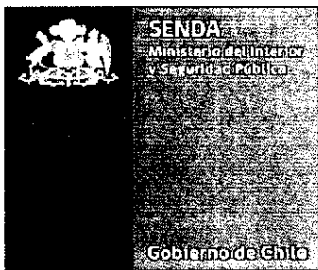 SENDA
Ministerio del Interior
y Seguridad Pública
Gobierno de Chile